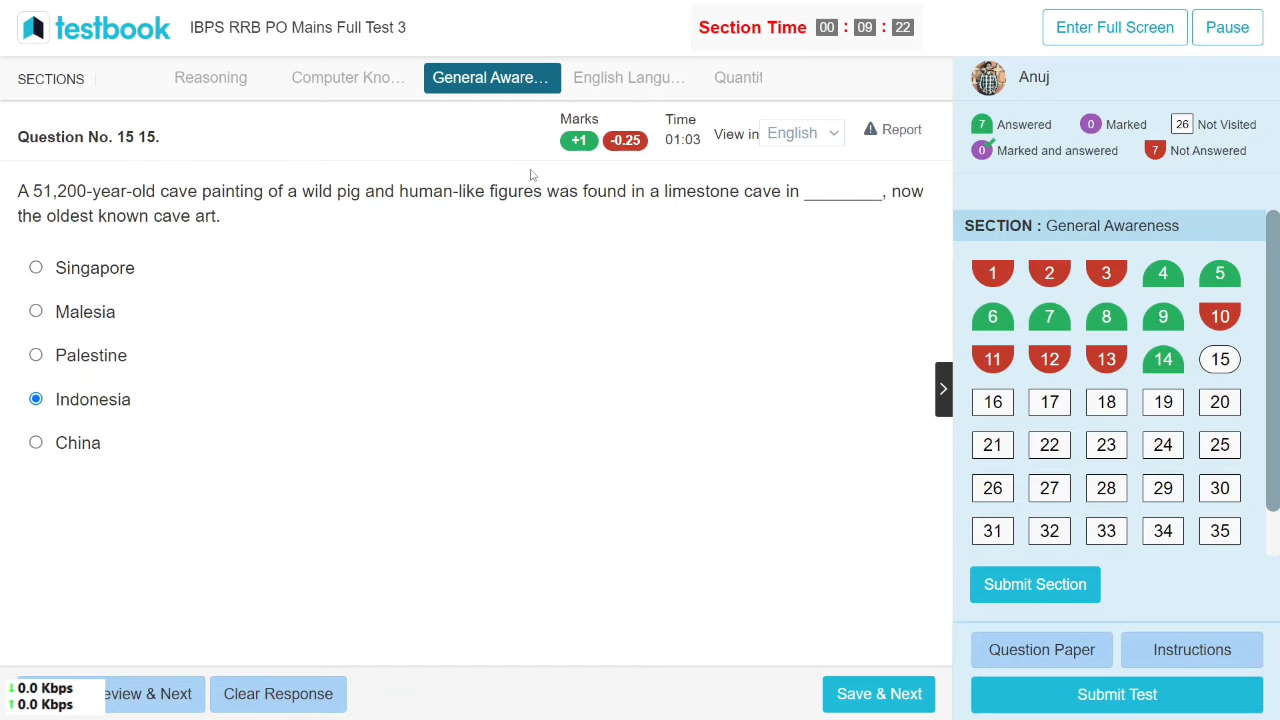 testbook IBPS RRB PO Mains Full Test 3 Section Time 00 : 09 : 22 Enter Full Screen Pause
SECTIONS Reasoning Computer Kno... General Aware... English Langu... Quantit
Anuj
Question No. 15 15. Marks +1 -0.25 Time 01:03 View in English Report
7 Answered 0 Marked 26 Not Visited
0 Marked and answered 7 Not Answered
A 51,200-year-old cave painting of a wild pig and human-like figures was found in a limestone cave in ________, now
the oldest known cave art.
Singapore
Malesia
Palestine
Indonesia
China
SECTION : General Awareness
1 2 3 4 5
6 7 8 9 10
11 12 13 14 15
16 17 18 19 20
21 22 23 24 25
26 27 28 29 30
31 32 33 34 35
Submit Section
Question Paper Instructions
0.0 Kbps
0.0 Kbps
eview & Next Clear Response Save & Next
Submit Test